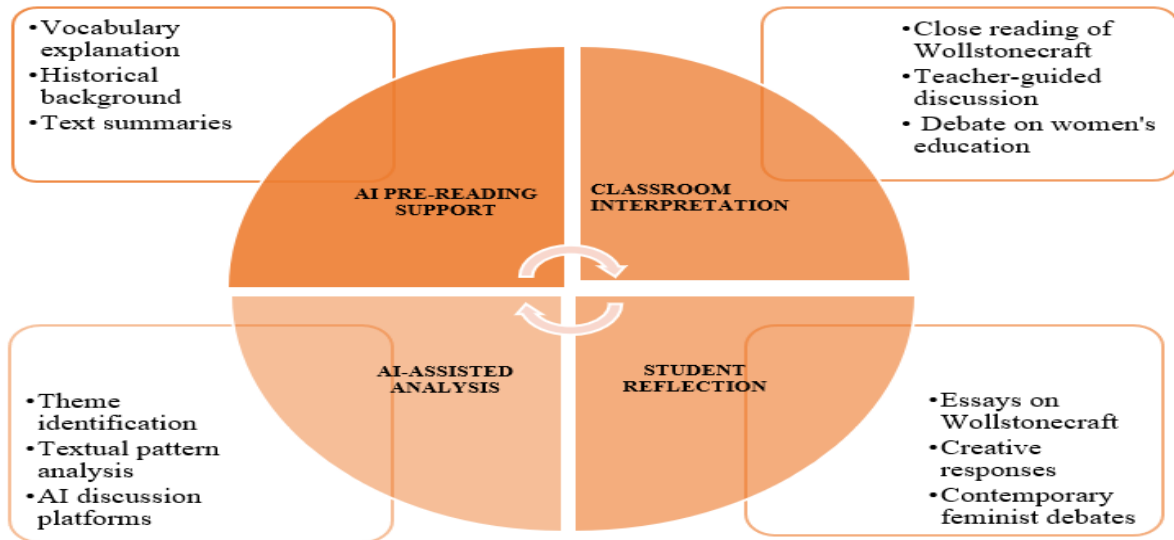 •Vocabulary
explanation
•Historical
background
•Text summaries
•Close reading of
Wollstonecraft
•Teacher-guided
discussion
• Debate on women's
education
AI PRE-READING
SUPPORT
CLASSROOM
INTERPRETATION
AI-ASSISTED
ANALYSIS
STUDENT
REFLECTION
•Theme
identification
•Textual pattern
analysis
•AI discussion
platforms
•Essays on
Wollstonecraft
•Creative
responses
•Contemporary
feminist debates